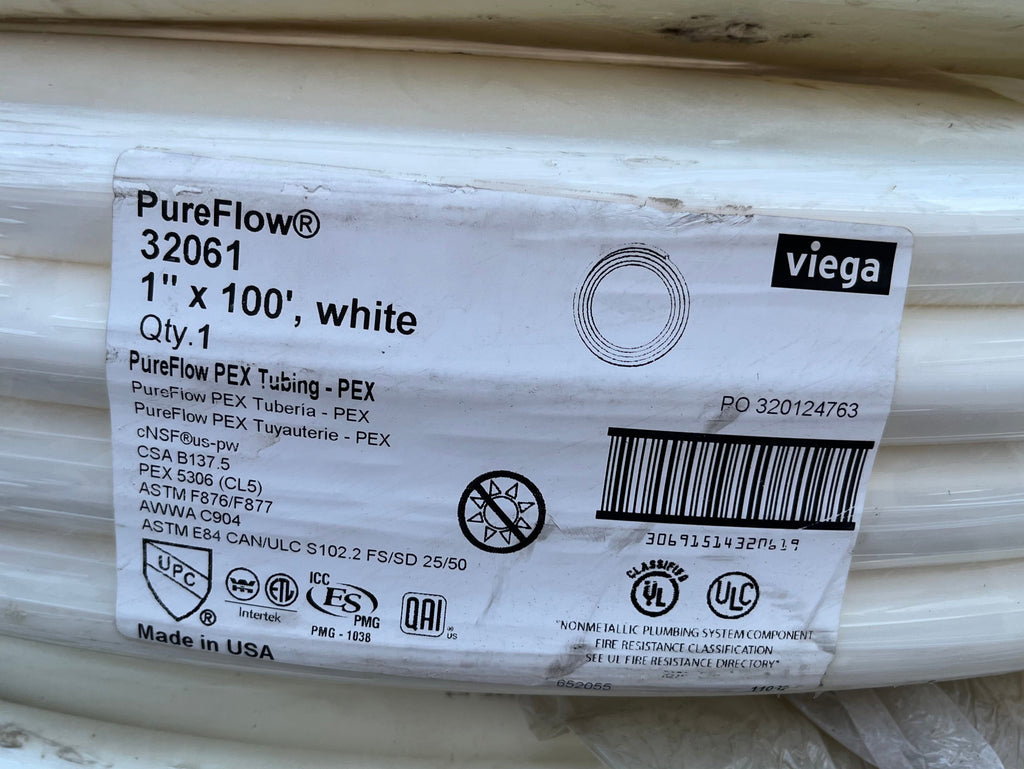 PureFlow®
32061
1" x 100', white
Qty.1
PureFlow PEX Tubing - PEX
PureFlow PEX Tuberia - PEX
PureFlow PEX Tuyauterie - PEX
cNSF®us-pw
CSA B137.5
PEX 5306 (CL5)
ASTM F876/F877
AWWA C904
ASTM E84 CAN/ULC S102.2 FS/SD 25/50
UPC ®
ETL
Intertek
ICC
ES
PMG
PMG - 1038
QAI
US
Made in USA
viega
PO 320124763
30691514320619
CLASSIFIED
UL
ULC
"NONMETALLIC PLUMBING SYSTEM COMPONENT
FIRE RESISTANCE CLASSIFICATION
SEE UL FIRE RESISTANCE DIRECTORY"
652055